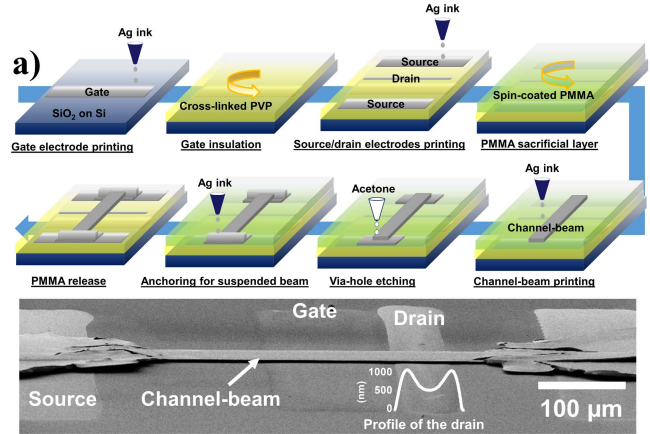 a)
Ag ink
Gate
SiO₂ on Si
Gate electrode printing
Cross-linked PVP
Gate insulation
Ag ink
Source
Drain
Source
Source/drain electrodes printing
Spin-coated PMMA
PMMA sacrificial layer
PMMA release
Ag ink
Anchoring for suspended beam
Acetone
Via-hole etching
Ag ink
Channel-beam
Channel-beam printing
Gate
Drain
Source
Channel-beam
1000
500
0
(nm)
Profile of the drain
100 µm